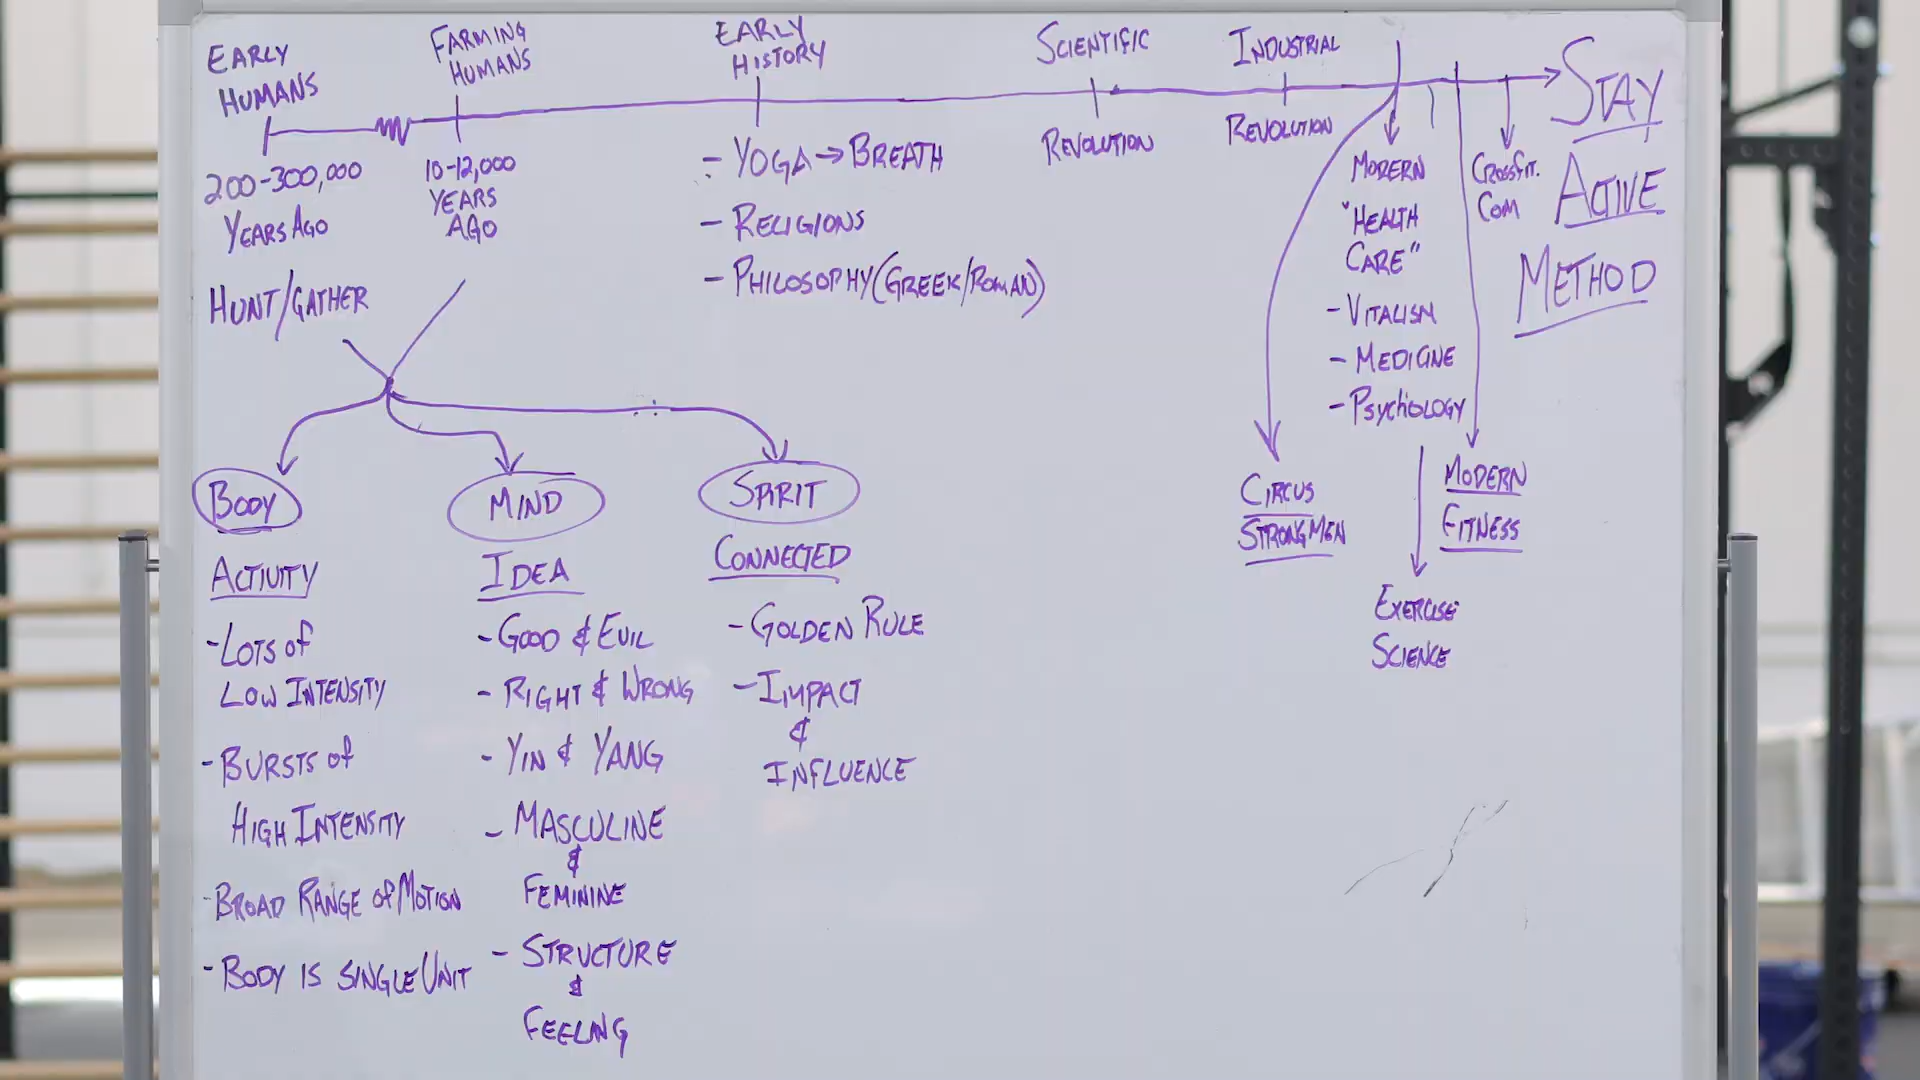 EARLY
HUMANS
200-300,000
YEARS AGO
HUNT/GATHER
FARMING
HUMANS
10-12,000
YEARS
AGO
EARLY
HISTORY
- YOGA → BREATH
- RELIGIONS
- PHILOSOPHY (GREEK/ROMAN)
SCIENTIFIC
REVOLUTION
INDUSTRIAL
REVOLUTION
MODERN
"HEALTH
CARE"
- VITALISM
- MEDICINE
- PSYCHOLOGY
CROSSFIT.
COM
STAY
ACTIVE
METHOD
CIRCUS
STRONGMEN
MODERN
FITNESS
EXERCISE
SCIENCE
BODY
ACTIVITY
- LOTS OF
LOW INTENSITY
- BURSTS OF
HIGH INTENSITY
- BROAD RANGE OF MOTION
- BODY IS SINGLE UNIT
MIND
IDEA
- GOOD & EVIL
- RIGHT & WRONG
- YIN & YANG
- MASCULINE
&
FEMININE
- STRUCTURE
&
FEELING
SPIRIT
CONNECTED
- GOLDEN RULE
- IMPACT
&
INFLUENCE